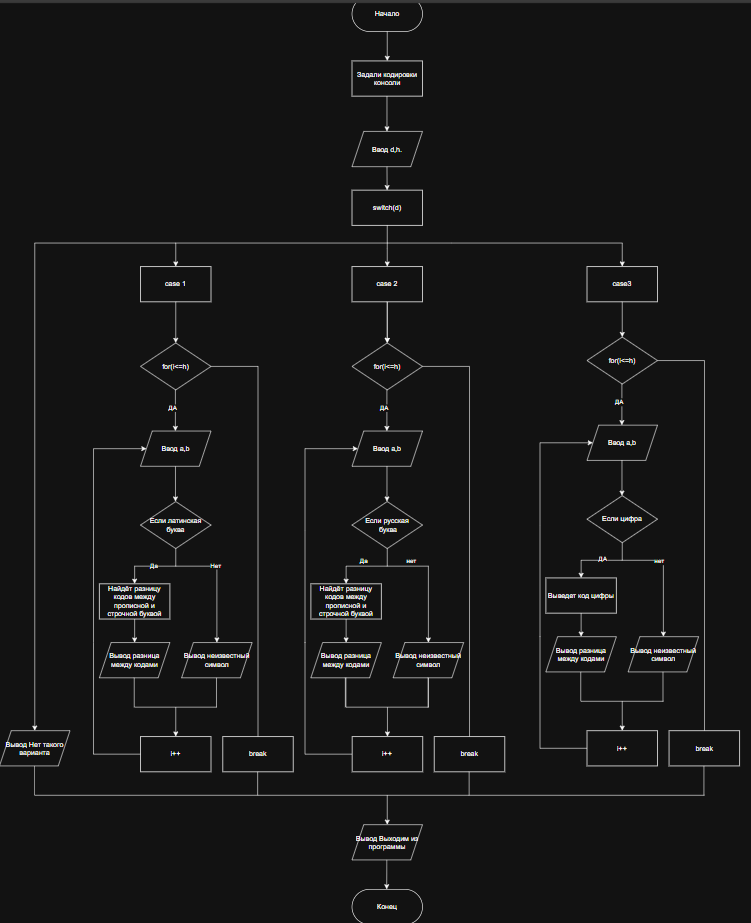 Начало
Задали кодировки
консоли
Ввод d,h.
switch(d)
case 1
case 2
case3
for(i<=h)
for(i<=h)
for(i<=h)
ДА
ДА
ДА
Ввод a,b
Ввод a,b
Ввод a,b
Если латинская
буква
Если русская
буква
Если цифра
Да
Нет
Да
нет
ДА
нет
Найдёт разницу
кодов между
прописной и
строчной буквой
Найдёт разницу
кодов между
прописной и
строчной буквой
Выведет код цифры
Вывод разница
между кодами
Вывод неизвестный
символ
Вывод разница
между кодами
Вывод неизвестный
символ
Вывод разница
между кодами
Вывод неизвестный
символ
Вывод Нет такого
варианта
i++
break
i++
break
i++
break
Вывод Выходим из
программы
Конец